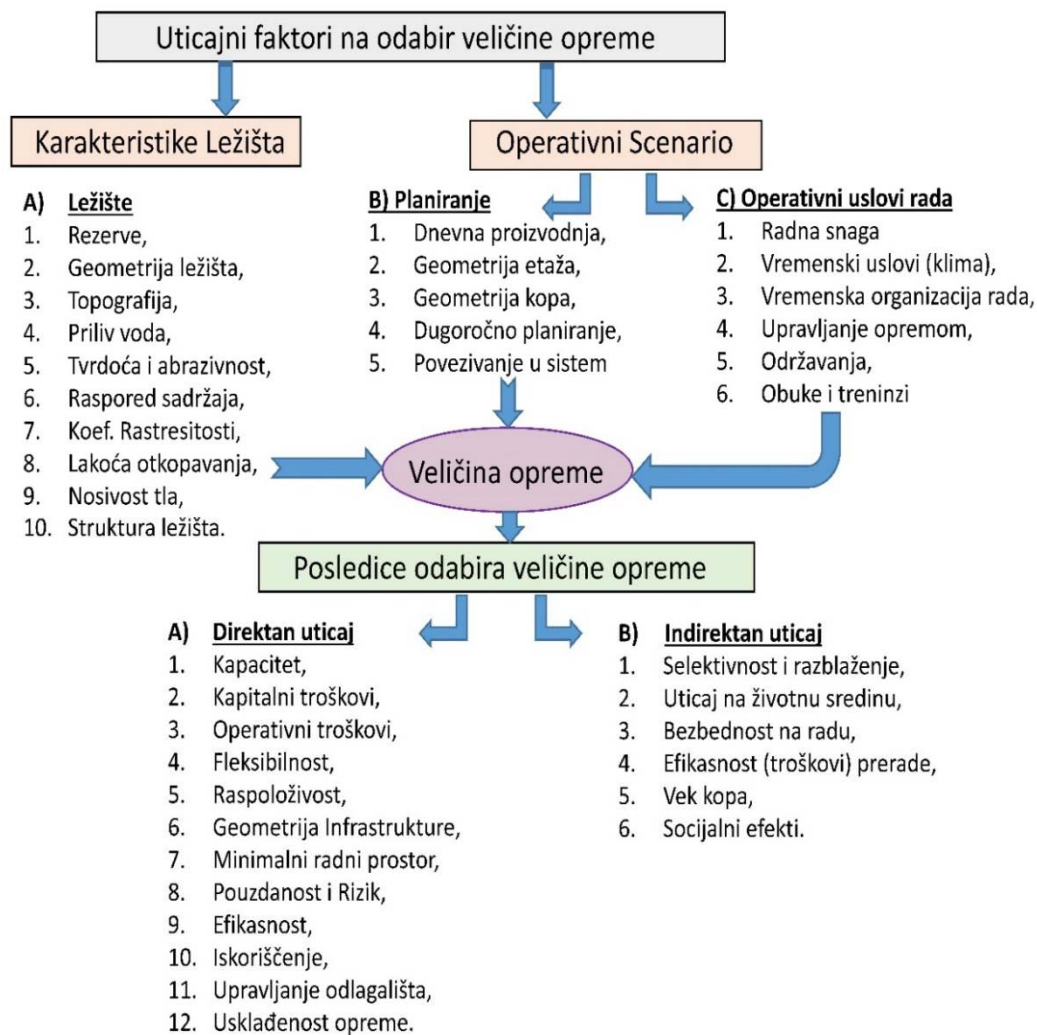 Uticajni faktori na odabir veličine opreme
Karakteristike Ležišta
Operativni Scenario
A) Ležište
1. Rezerve,
2. Geometrija ležišta,
3. Topografija,
4. Priliv voda,
5. Tvrdoća i abrazivnost,
6. Raspored sadržaja,
7. Koef. Rastresitosti,
8. Lakoća otkopavanja,
9. Nosivost tla,
10. Struktura ležišta.
B) Planiranje
1. Dnevna proizvodnja,
2. Geometrija etaža,
3. Geometrija kopa,
4. Dugoročno planiranje,
5. Povezivanje u sistem
C) Operativni uslovi rada
1. Radna snaga
2. Vremenski uslovi (klima),
3. Vremenska organizacija rada,
4. Upravljanje opremom,
5. Održavanja,
6. Obuke i treninzi
Veličina opreme
Posledice odabira veličine opreme
A) Direktan uticaj
1. Kapacitet,
2. Kapitalni troškovi,
3. Operativni troškovi,
4. Fleksibilnost,
5. Raspoloživost,
6. Geometrija Infrastrukture,
7. Minimalni radni prostor,
8. Pouzdanost i Rizik,
9. Efikasnost,
10. Iskoriščenje,
11. Upravljanje odlagališta,
12. Usklađenost opreme.
B) Indirektan uticaj
1. Selektivnost i razblaženje,
2. Uticaj na životnu sredinu,
3. Bezbednost na radu,
4. Efikasnost (troškovi) prerade,
5. Vek kopa,
6. Socijalni efekti.